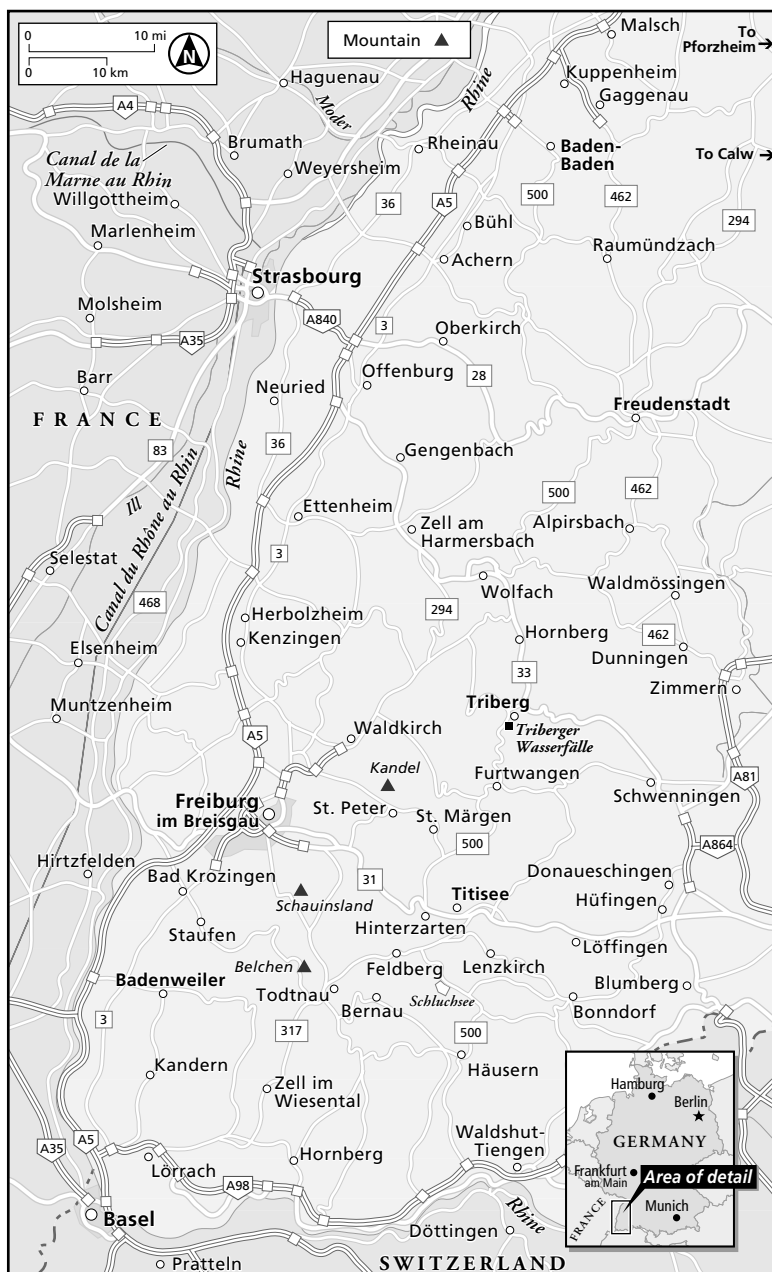 0 10 mi
0 10 km
N
Mountain
Malsch
To
Pforzheim
Haguenau
Kuppenheim
Gaggenau
Rhine
A4
Moder
Brumath
Rheinau
Baden-
Baden
To Calw
Canal de la
Marne au Rhin
Weyersheim
500
462
Willgottheim
36
A5
294
Marlenheim
Bühl
Achern
Raumündzach
Strasbourg
Molsheim
A840
3
A35
Oberkirch
Barr
Neuried
Offenburg
28
FRANCE
Freudenstadt
83
36
Rhine
Gengenbach
Ill
Canal du Rhône au Rhin
500
462
Ettenheim
Zell am
Harmersbach
Alpirsbach
Selestat
3
Wolfach
Waldmössingen
468
294
Herbolzheim
Kenzingen
Hornberg
462
Dunningen
Elsenheim
33
Zimmern
Muntzenheim
Triberg
Triberger
Wasserfälle
A5
Waldkirch
Kandel
Furtwangen
A81
Schwenningen
Freiburg
im Breisgau
St. Peter
St. Märgen
500
A864
Hirtzfelden
31
Donaueschingen
Bad Krozingen
Schauinsland
Titisee
Hüfingen
Staufen
Hinterzarten
Löffingen
Belchen
Feldberg
Lenzkirch
Badenweiler
Todtnau
Bernau
Schluchsee
Blumberg
Bonndorf
3
317
500
Kandern
Häusern
Zell im
Wiesental
Hamburg
Berlin
GERMANY
Frankfurt
am Main
Area of detail
FRANCE
Munich
A35
A5
Lörrach
Hornberg
A98
Waldshut-
Tiengen
Basel
Rhine
Döttingen
Pratteln
SWITZERLAND